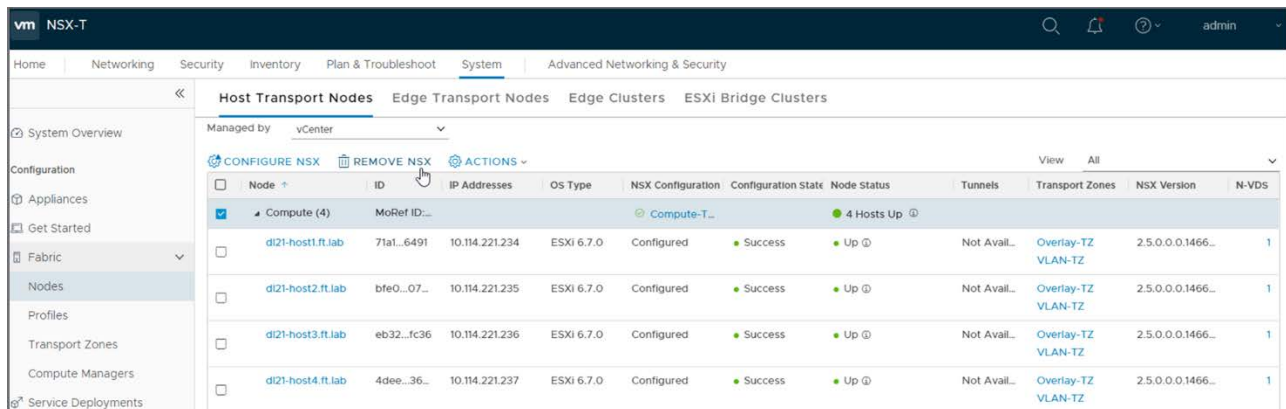 vm NSX-T
admin
Home Networking Security Inventory Plan & Troubleshoot System Advanced Networking & Security
Host Transport Nodes Edge Transport Nodes Edge Clusters ESXi Bridge Clusters
System Overview
Managed by vCenter
Configuration
CONFIGURE NSX REMOVE NSX ACTIONS View All
Appliances
Node ID IP Addresses OS Type NSX Configuration Configuration State Node Status Tunnels Transport Zones NSX Version N-VDS
Get Started
Compute (4) MoRef ID:... Compute-T... 4 Hosts Up
Fabric
dl21-host1.ft.lab 71a1...6491 10.114.221.234 ESXi 6.7.0 Configured Success Up Not Avail... Overlay-TZ 2.5.0.0.0.1466... 1
VLAN-TZ
Nodes
dl21-host2.ft.lab bfe0...07... 10.114.221.235 ESXi 6.7.0 Configured Success Up Not Avail... Overlay-TZ 2.5.0.0.0.1466... 1
VLAN-TZ
Profiles
dl21-host3.ft.lab eb32...fc36 10.114.221.236 ESXi 6.7.0 Configured Success Up Not Avail... Overlay-TZ 2.5.0.0.0.1466... 1
VLAN-TZ
Transport Zones
Compute Managers
dl21-host4.ft.lab 4dee...36... 10.114.221.237 ESXi 6.7.0 Configured Success Up Not Avail... Overlay-TZ 2.5.0.0.0.1466... 1
VLAN-TZ
Service Deployments